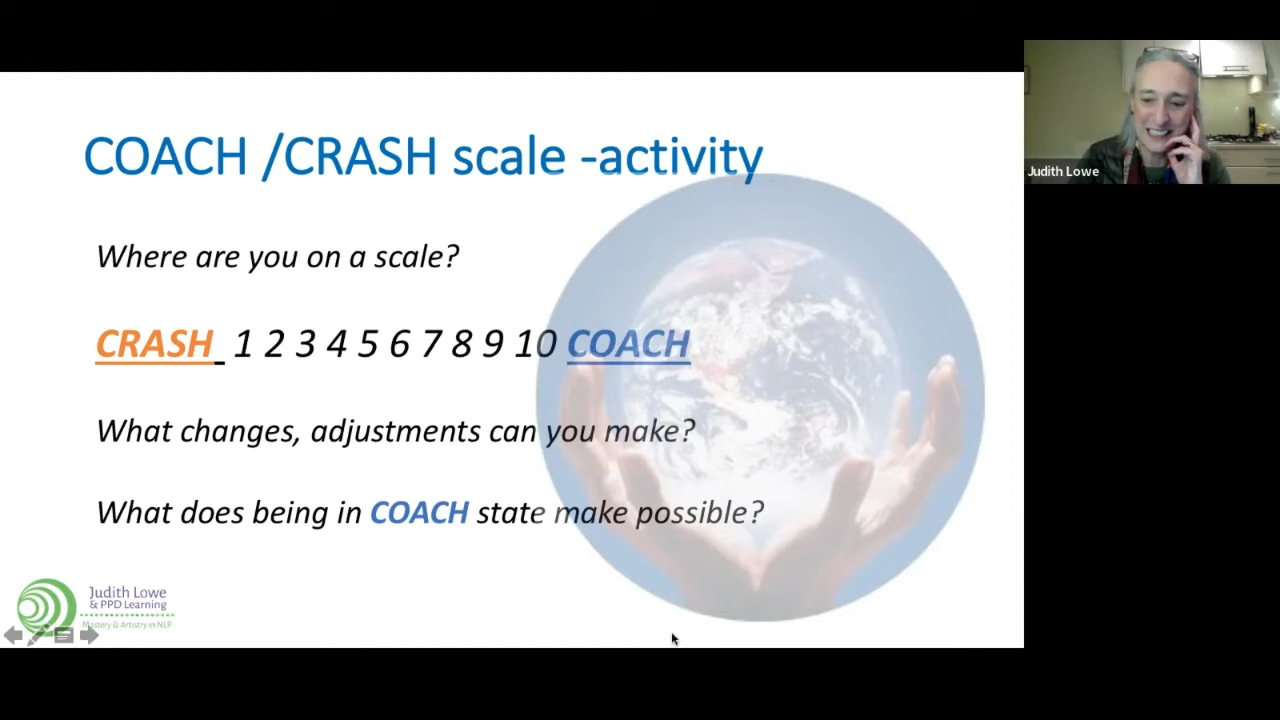 COACH /CRASH scale -activity
Where are you on a scale?
CRASH 1 2 3 4 5 6 7 8 9 10 COACH
What changes, adjustments can you make?
What does being in COACH state make possible?
Judith Lowe
& PPD Learning
Mastery & Artistry in NLP
Judith Lowe